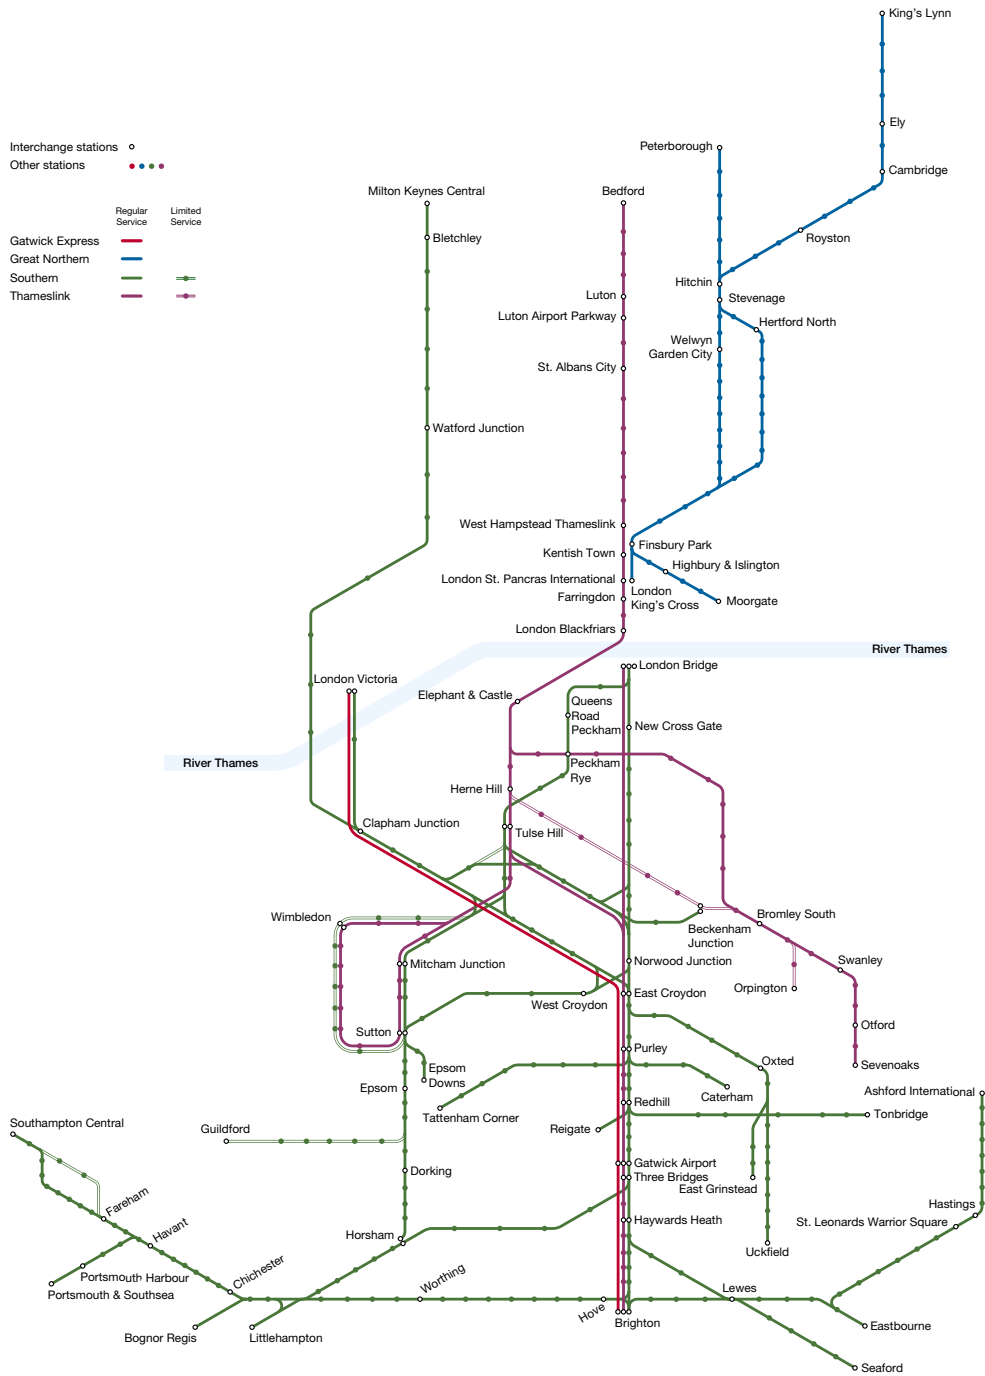 King's Lynn
Ely
Cambridge
Royston
Peterborough
Hitchin
Stevenage
Hertford North
Welwyn
Garden City
Interchange stations
Other stations
Regular
Service
Limited
Service
Gatwick Express
Great Northern
Southern
Thameslink
Milton Keynes Central
Bletchley
Watford Junction
Bedford
Luton
Luton Airport Parkway
St. Albans City
West Hampstead Thameslink
Kentish Town
London St. Pancras International
Farringdon
London Blackfriars
Finsbury Park
Highbury & Islington
London
King's Cross
Moorgate
River Thames
River Thames
London Victoria
London Bridge
Elephant & Castle
Queens
Road
Peckham
New Cross Gate
Peckham
Rye
Herne Hill
Tulse Hill
Clapham Junction
Wimbledon
Beckenham
Junction
Bromley South
Swanley
Orpington
Otford
Sevenoaks
Mitcham Junction
Norwood Junction
West Croydon
East Croydon
Sutton
Purley
Epsom
Downs
Epsom
Oxted
Caterham
Tattenham Corner
Redhill
Reigate
Tonbridge
Ashford International
Guildford
Southampton Central
Dorking
Gatwick Airport
Three Bridges
East Grinstead
Fareham
Havant
Horsham
Haywards Heath
Uckfield
Hastings
St. Leonards Warrior Square
Portsmouth Harbour
Portsmouth & Southsea
Chichester
Worthing
Hove
Lewes
Bognor Regis
Littlehampton
Brighton
Eastbourne
Seaford